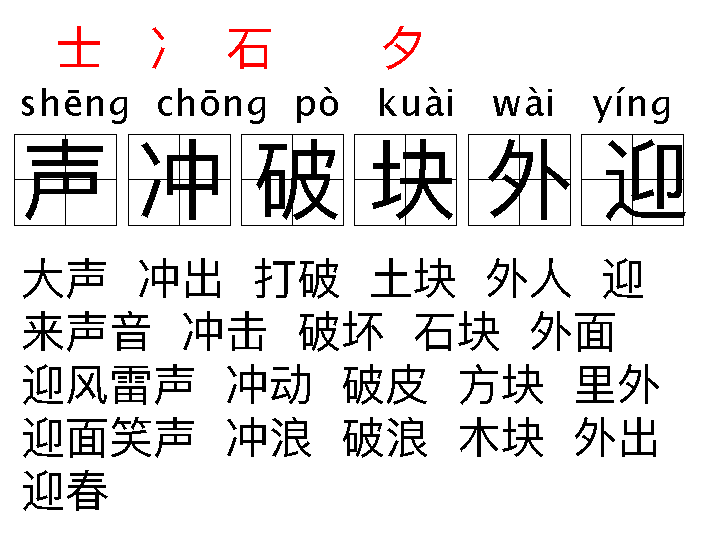 士 冫 石 夕
shēng chōng pò kuài wài yíng
声 冲 破 块 外 迎
大声 冲出 打破 土块 外人 迎
来声音 冲击 破坏 石块 外面
迎风雷声 冲动 破皮 方块 里外
迎面笑声 冲浪 破浪 木块 外出
迎春